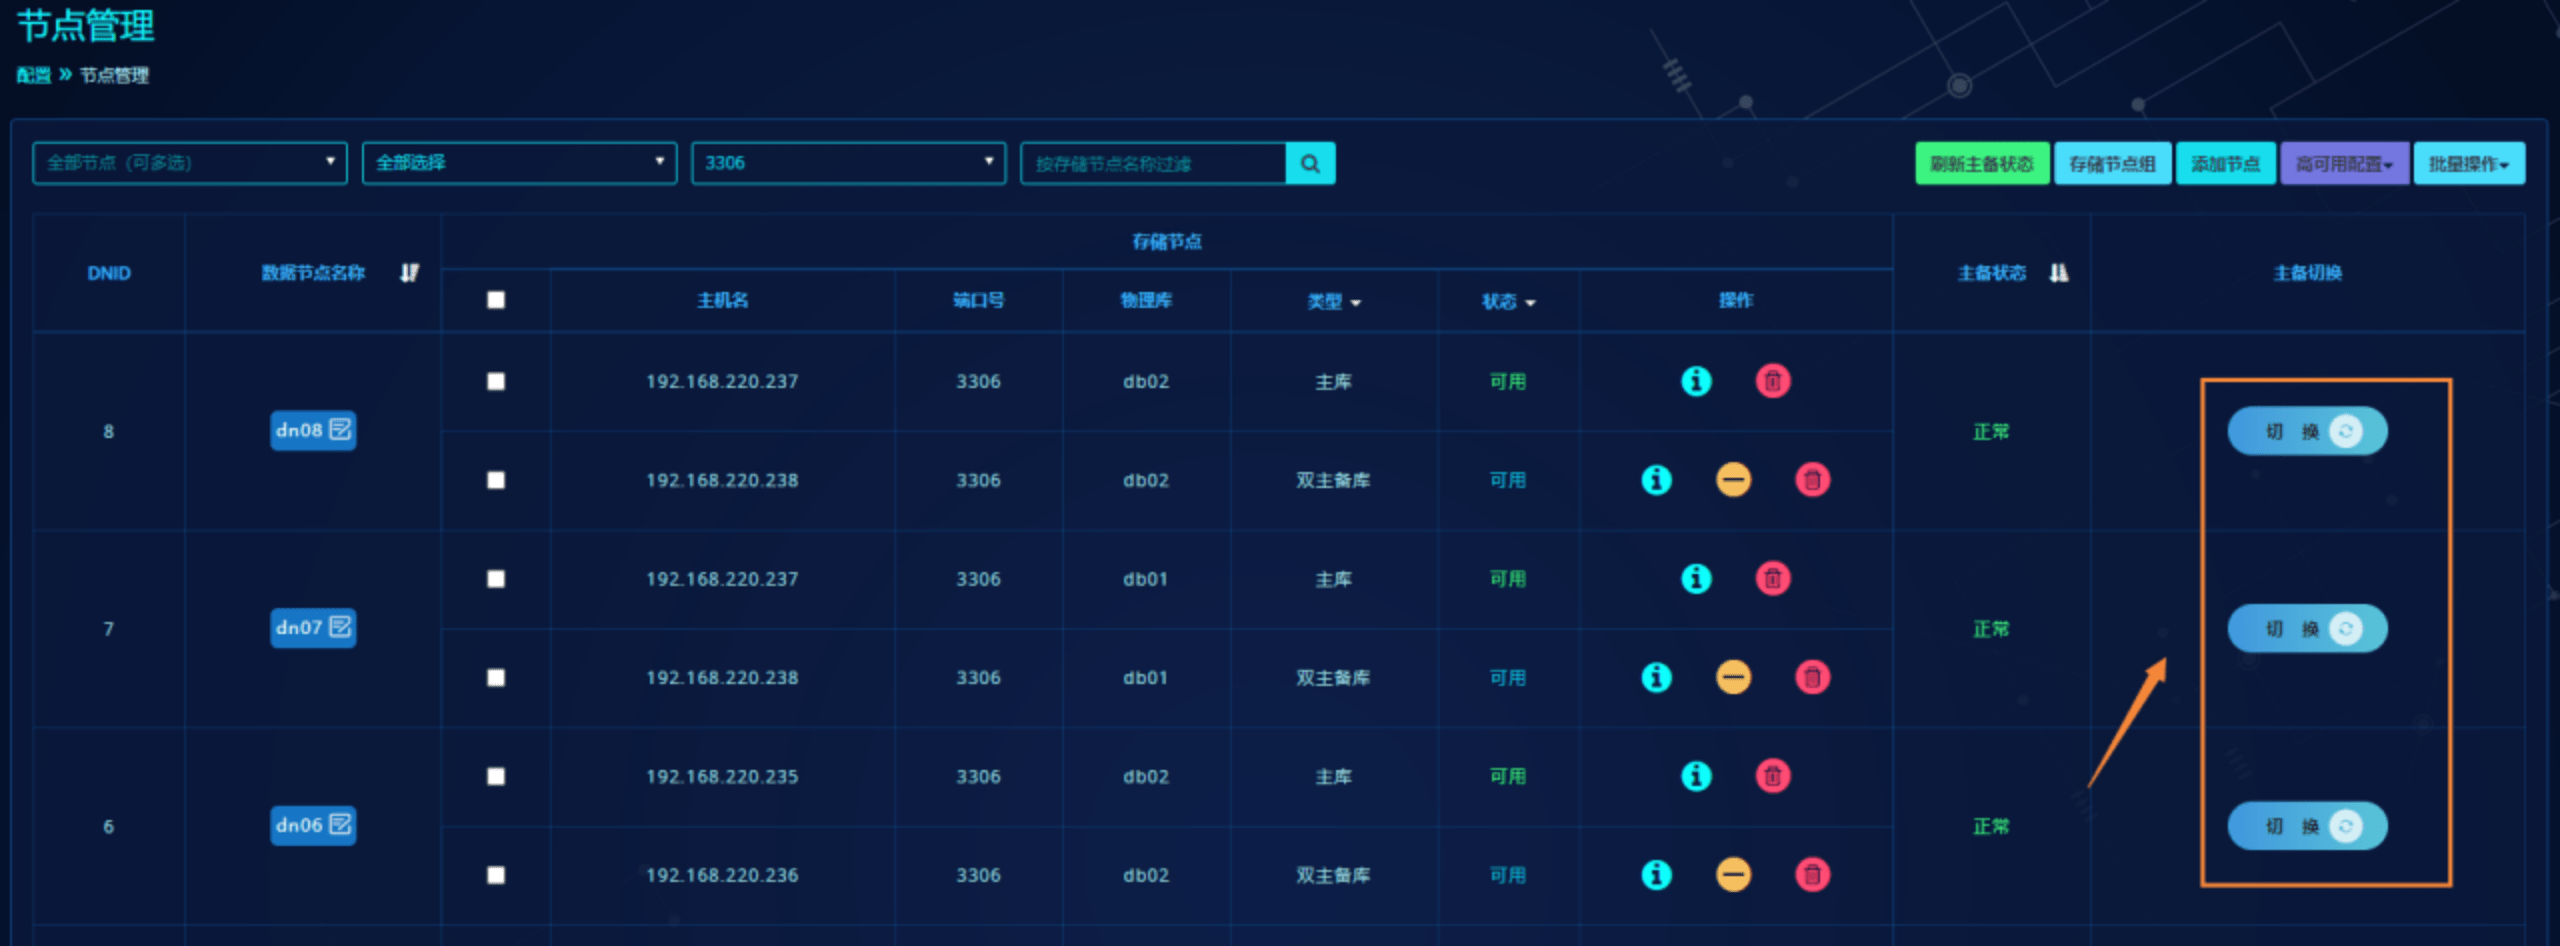 节点管理
配置 » 节点管理
全部节点（可多选） 全部选择 3306 按存储节点名称过滤 刷新主备状态 存储节点组 添加节点 高可用配置 批量操作
存储节点
DNID 数据节点名称 主备状态 主备切换
主机名 端口号 物理库 类型 状态 操作
192.168.220.237 3306 db02 主库 可用
8 dn08 正常 切 换
192.168.220.238 3306 db02 双主备库 可用
192.168.220.237 3306 db01 主库 可用
7 dn07 正常 切 换
192.168.220.238 3306 db01 双主备库 可用
192.168.220.235 3306 db02 主库 可用
6 dn06 正常 切 换
192.168.220.236 3306 db02 双主备库 可用